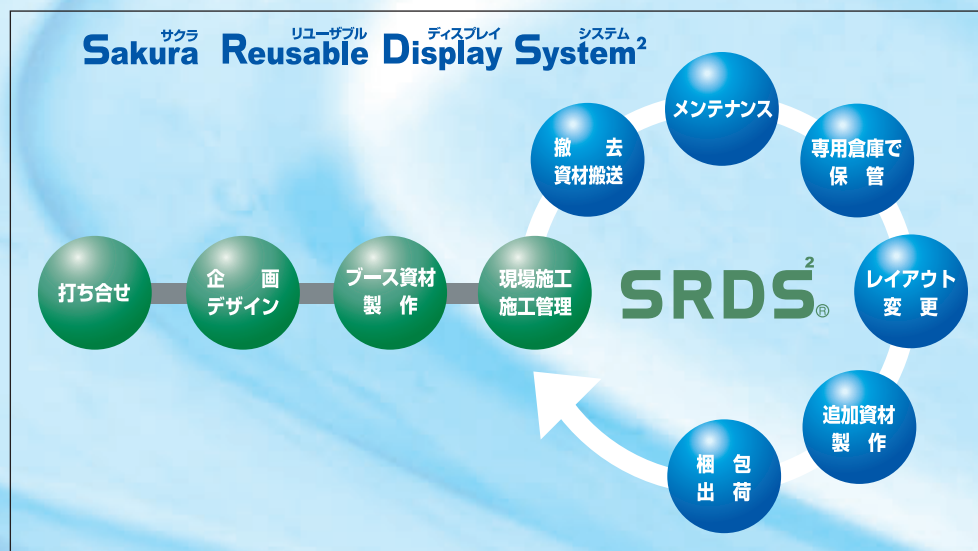 サクラ リユーザブル ディスプレイ システム
Sakura Reusable Display System²
メンテナンス
撤 去
資材搬送
専用倉庫で
保 管
打ち合せ
企 画
デザイン
ブース資材
製 作
現場施工
施工管理
SRDS²®
レイアウト
変 更
追加資材
製 作
梱 包
出 荷